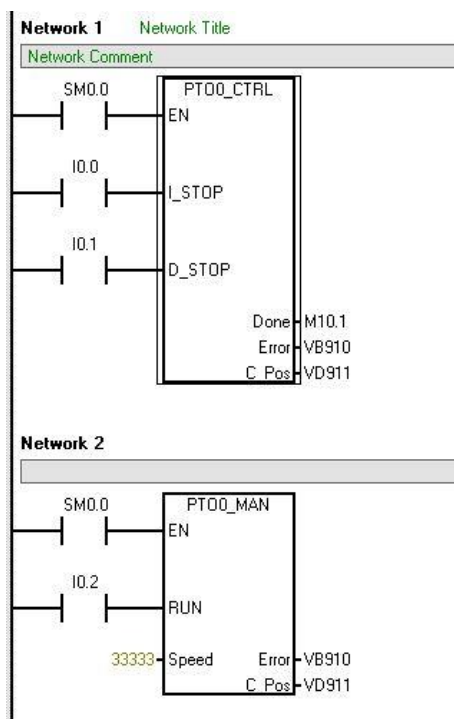 Network 1 Network Title
Network Comment
SM0.0 PTO0_CTRL
EN
I0.0
I_STOP
I0.1
D_STOP
Done M10.1
Error VB910
C_Pos VD911
Network 2
SM0.0 PTO0_MAN
EN
I0.2
RUN
33333 Speed Error VB910
C_Pos VD911